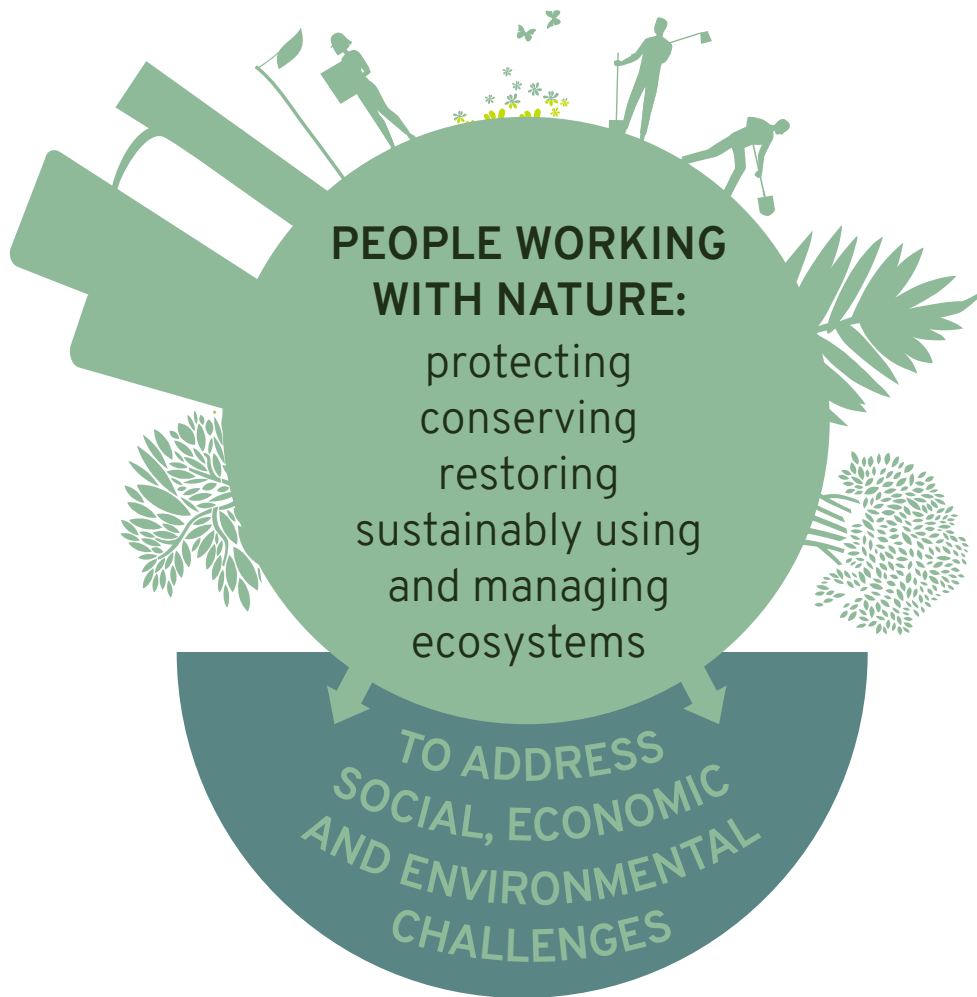 PEOPLE WORKING
WITH NATURE:
protecting
conserving
restoring
sustainably using
and managing
ecosystems
TO ADDRESS
SOCIAL, ECONOMIC
AND ENVIRONMENTAL
CHALLENGES